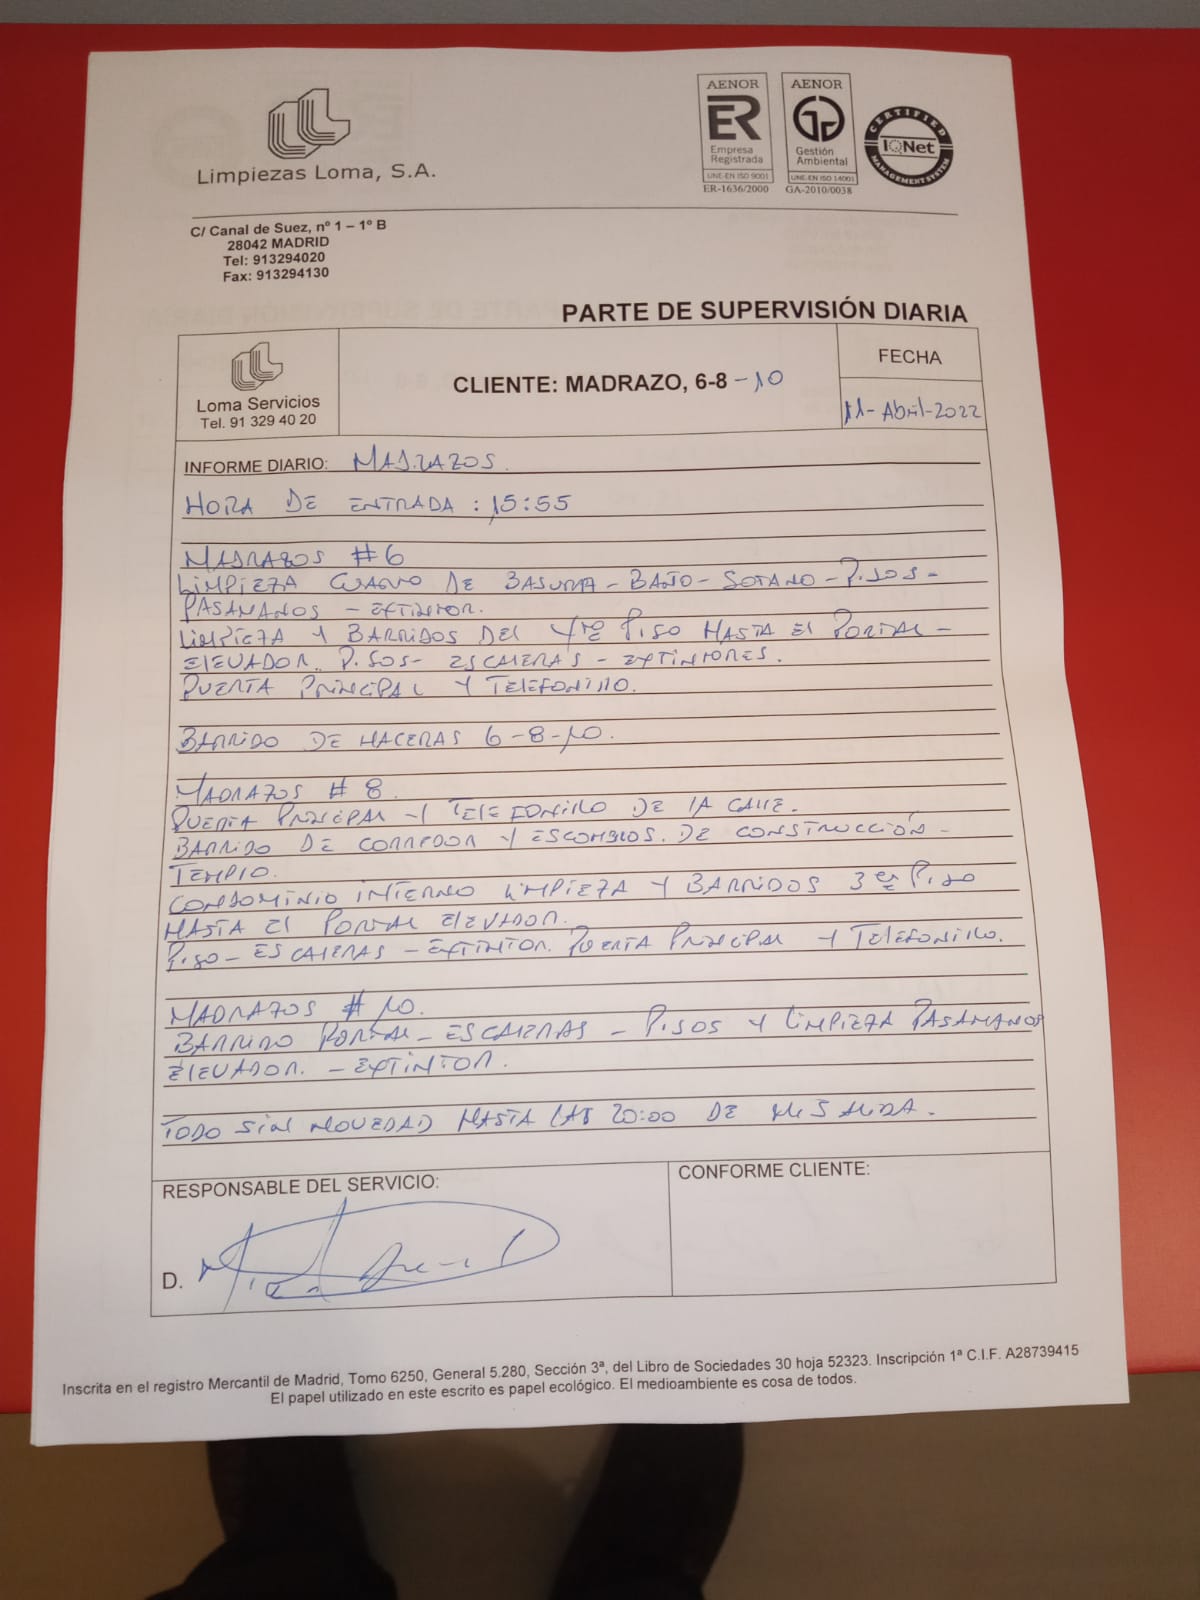 Limpiezas Loma, S.A.
AENOR
ER
Empresa
Registrada
UNE-EN ISO 9001
ER-1636/2000
AENOR
Gestión
Ambiental
UNE-EN ISO 14001
GA-2010/0038
CERTIFIED
IQNet
MANAGEMENT SYSTEM
C/ Canal de Suez, nº 1 – 1º B
28042 MADRID
Tel: 913294020
Fax: 913294130
PARTE DE SUPERVISIÓN DIARIA
Loma Servicios
Tel. 91 329 40 20
CLIENTE: MADRAZO, 6-8 -10
FECHA
11-Abril-2022
INFORME DIARIO: MADRAZOS.
HORA DE ENTRADA : 15:55
MADRAZOS #6
LIMPIEZA CUARTO DE BASURA - BAÑO - SOTANO - PISOS -
PASAMANOS - EXTINTOR.
LIMPIEZA Y BARRIDOS DEL 4to PISO HASTA EL PORTAL -
ELEVADOR. PISOS - ESCALERAS - EXTINTORES.
PUERTA PRINCIPAL Y TELEFONILLO.
BARRIDO DE HACERAS 6-8-10.
MADRAZOS #8.
PUERTA PRINCIPAL Y TELEFONILLO DE LA CALLE.
BARRIDO DE CORREDOR Y ESCOMBROS. DE CONSTRUCCIÓN -
TEMPLO.
CONDOMINIO INTERNO LIMPIEZA Y BARRIDOS 3er PISO
HASTA EL PORTAL ELEVADOR.
PISO - ESCALERAS - EXTINTOR. PUERTA PRINCIPAL Y TELEFONILLO.
MADRAZOS #10.
BARRIDO PORTAL - ESCALERAS - PISOS Y LIMPIEZA PASAMANOS
ELEVADOR. - EXTINTOR.
TODO SIN NOVEDAD HASTA LAS 20:00 DE MI SALIDA.
RESPONSABLE DEL SERVICIO:
CONFORME CLIENTE:
D.
Inscrita en el registro Mercantil de Madrid, Tomo 6250, General 5.280, Sección 3ª, del Libro de Sociedades 30 hoja 52323. Inscripción 1ª C.I.F. A28739415
El papel utilizado en este escrito es papel ecológico. El medioambiente es cosa de todos.